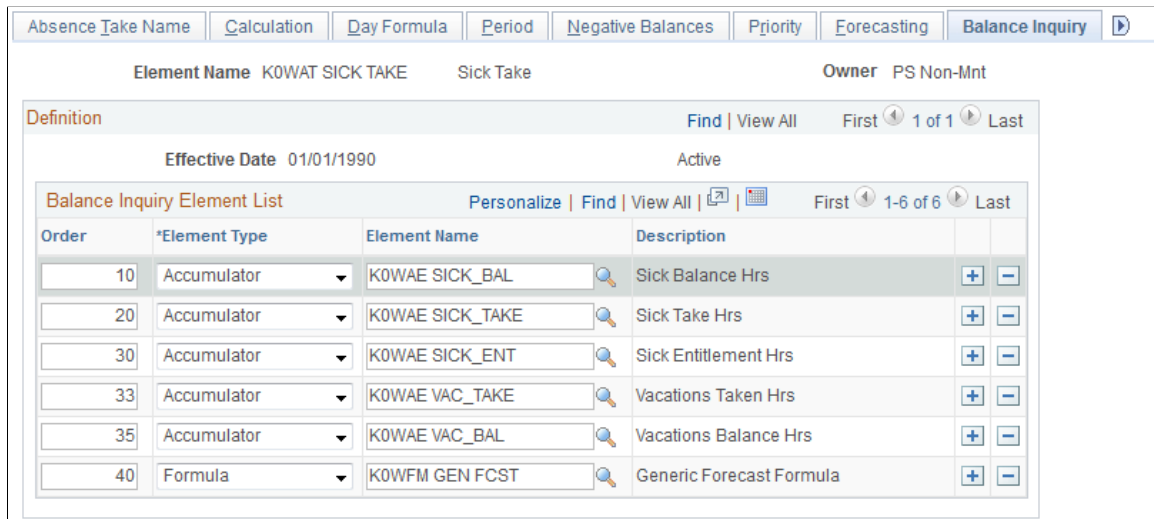 Absence Take Name Calculation Day Formula Period Negative Balances Priority Forecasting Balance Inquiry
Element Name K0WAT SICK TAKE Sick Take Owner PS Non-Mnt
Definition Find | View All First 1 of 1 Last
Effective Date 01/01/1990 Active
Balance Inquiry Element List Personalize | Find | View All | | First 1-6 of 6 Last
Order *Element Type Element Name Description
10 Accumulator K0WAE SICK_BAL Sick Balance Hrs
20 Accumulator K0WAE SICK_TAKE Sick Take Hrs
30 Accumulator K0WAE SICK_ENT Sick Entitlement Hrs
33 Accumulator K0WAE VAC_TAKE Vacations Taken Hrs
35 Accumulator K0WAE VAC_BAL Vacations Balance Hrs
40 Formula K0WFM GEN FCST Generic Forecast Formula